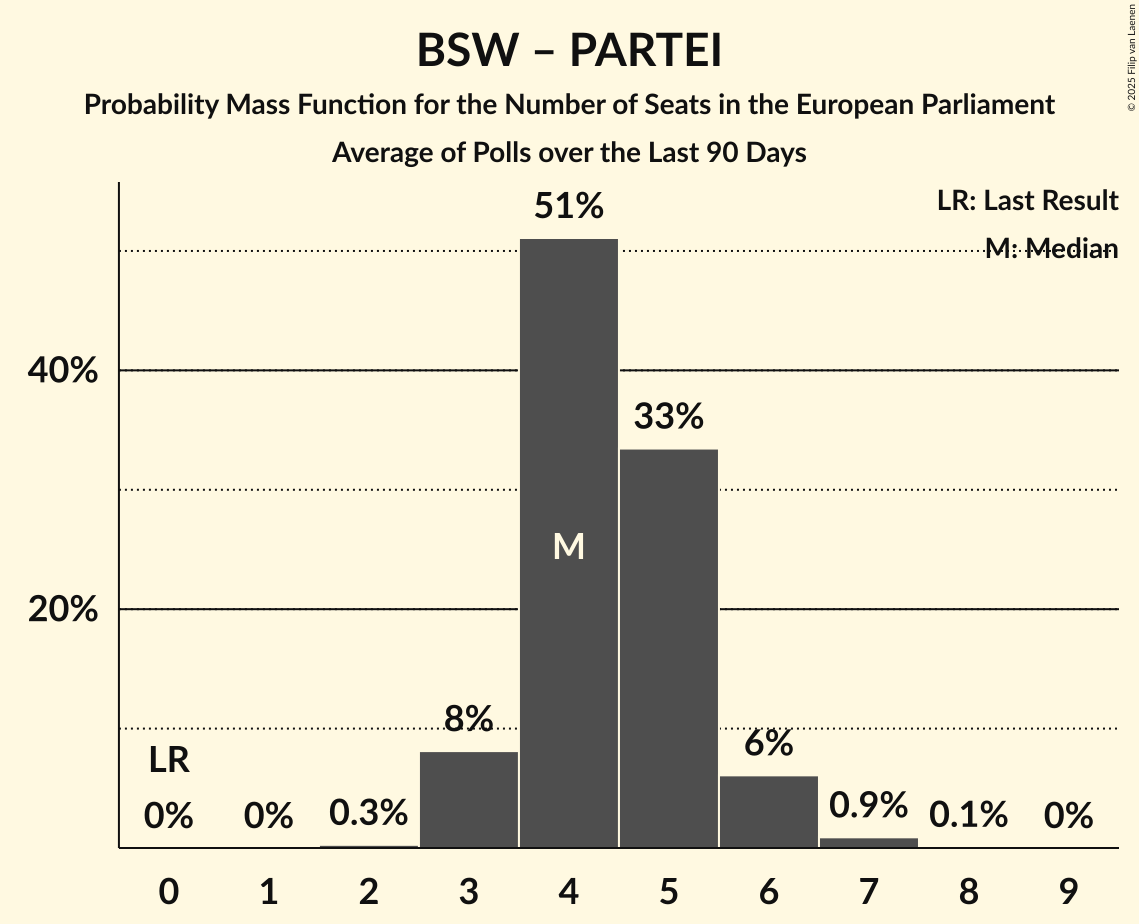 BSW – PARTEI
Probability Mass Function for the Number of Seats in the European Parliament
Average of Polls over the Last 90 Days
© 2025 Filip van Laenen
LR: Last Result
M: Median
51%
40%
33%
M
20%
8%
6%
LR
0%
0%
0.3%
0.9%
0.1%
0%
0 1 2 3 4 5 6 7 8 9